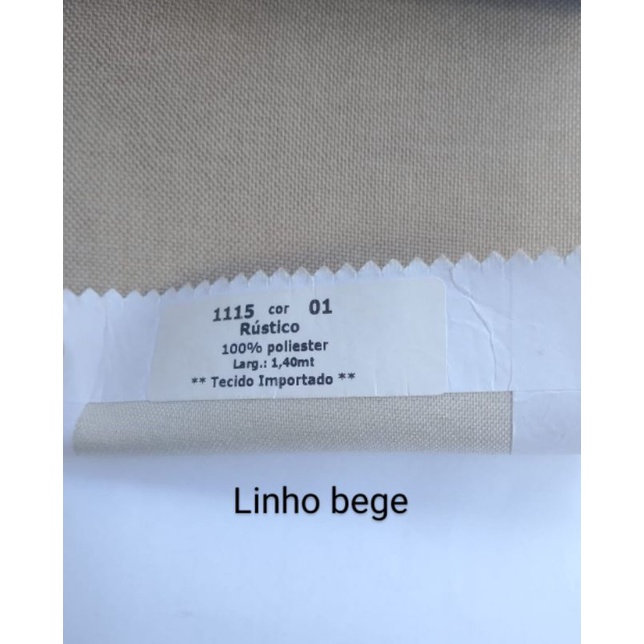 1115 cor 01
Rústico
100% poliester
Larg.: 1,40mt
** Tecido Importado **
Linho bege